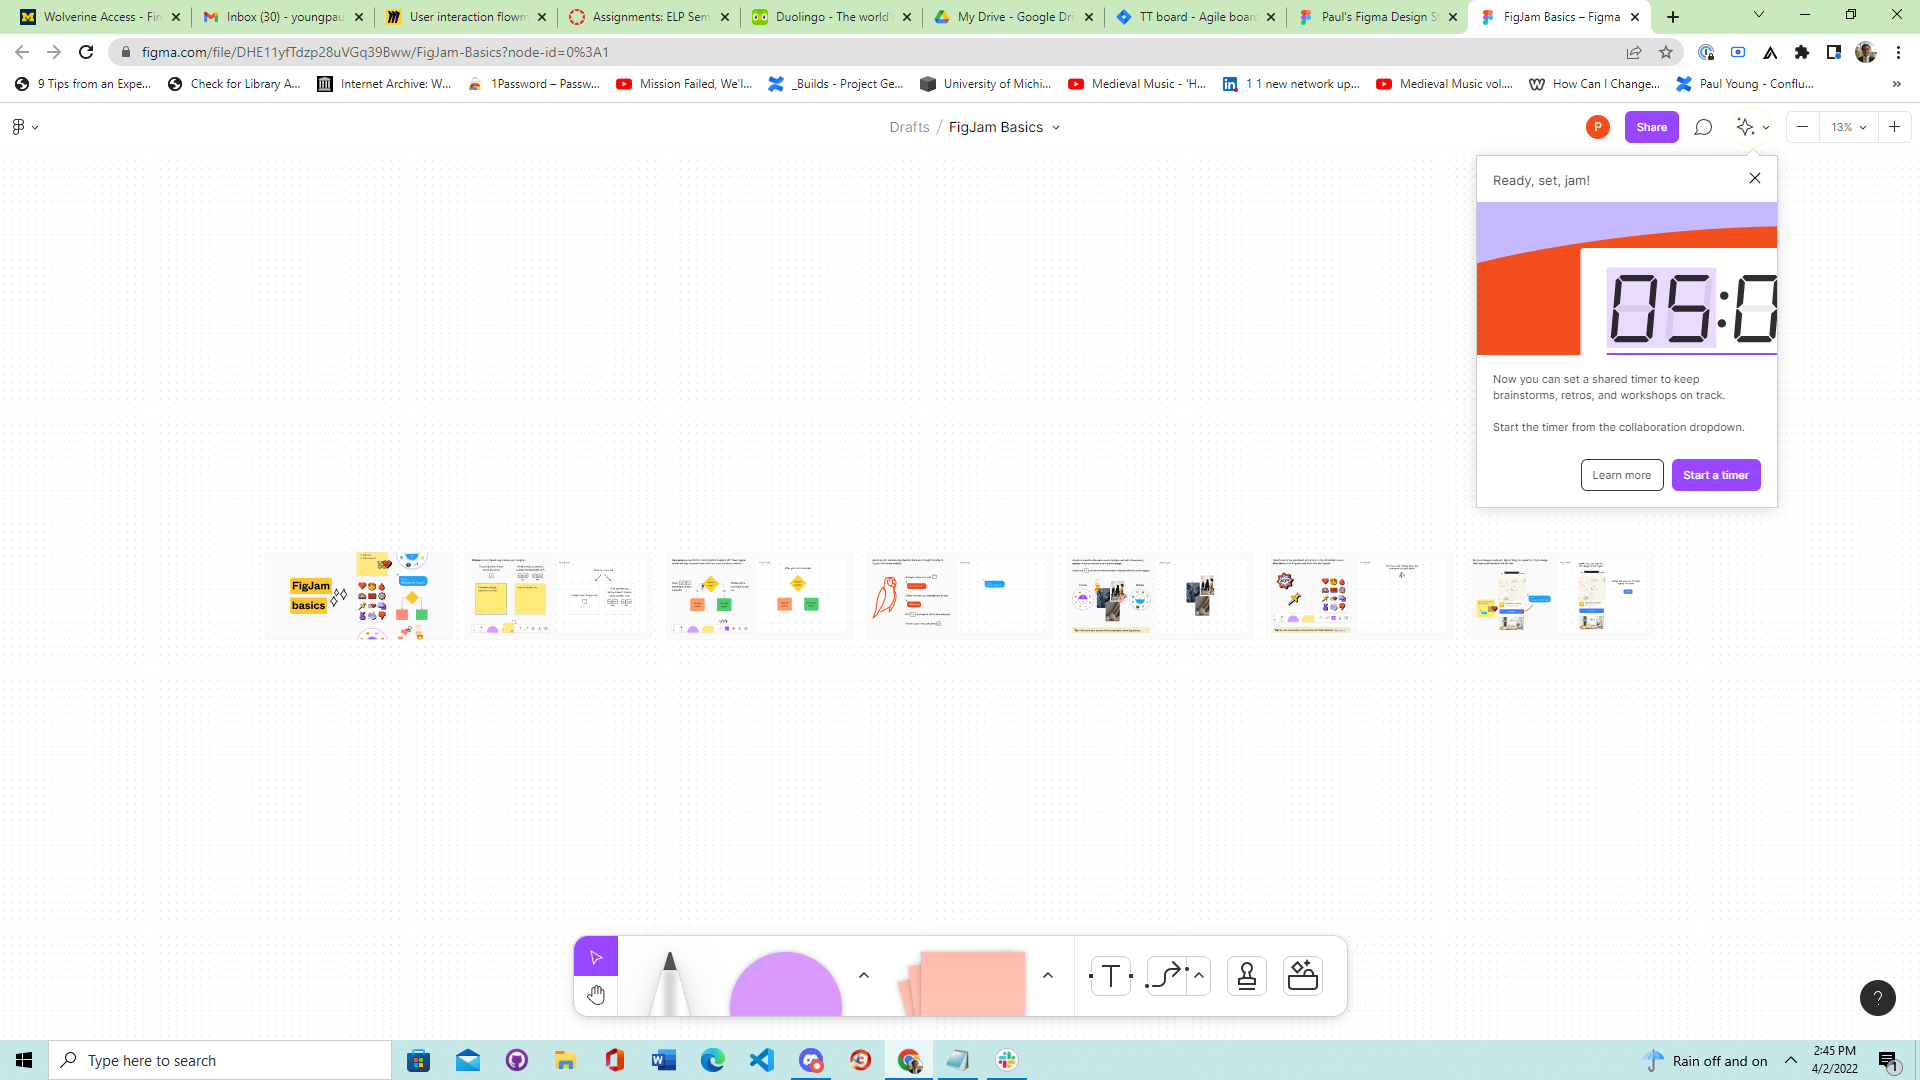 Wolverine Access - Fin
Inbox (30) - youngpau
User interaction flowm
Assignments: ELP Sem
Duolingo - The world's
My Drive - Google Dri
TT board - Agile board
Paul's Figma Design S
FigJam Basics – Figma
figma.com/file/DHE11yfTdzp28uVGq39Bww/FigJam-Basics?node-id=0%3A1
9 Tips from an Expe...
Check for Library A...
Internet Archive: W...
1Password – Passw...
Mission Failed, We'l...
_Builds - Project Ge...
University of Michi...
Medieval Music - 'H...
1 1 new network up...
Medieval Music vol....
How Can I Change...
Paul Young - Conflu...
Drafts / FigJam Basics
P
Share
13%
Ready, set, jam!
05:0
Now you can set a shared timer to keep
brainstorms, retros, and workshops on track.
Start the timer from the collaboration dropdown.
Learn more
Start a timer
FigJam
basics
T
?
Type here to search
Rain off and on
2:45 PM
4/2/2022
1